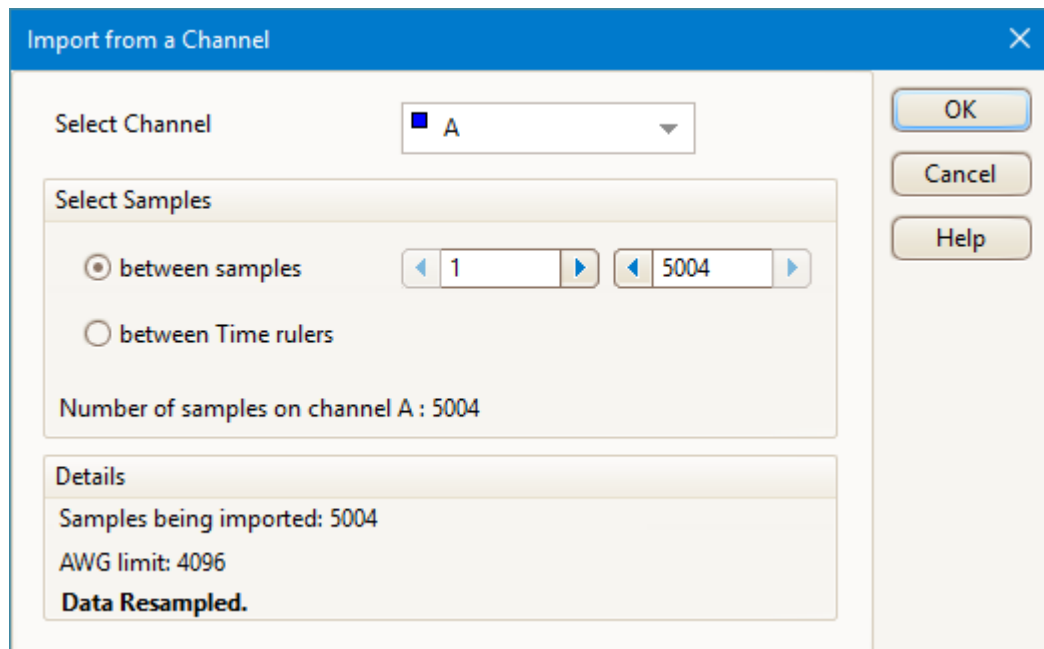 Import from a Channel
OK
Select Channel
A
Cancel
Select Samples
Help
between samples 1 5004
between Time rulers
Number of samples on channel A : 5004
Details
Samples being imported: 5004
AWG limit: 4096
Data Resampled.